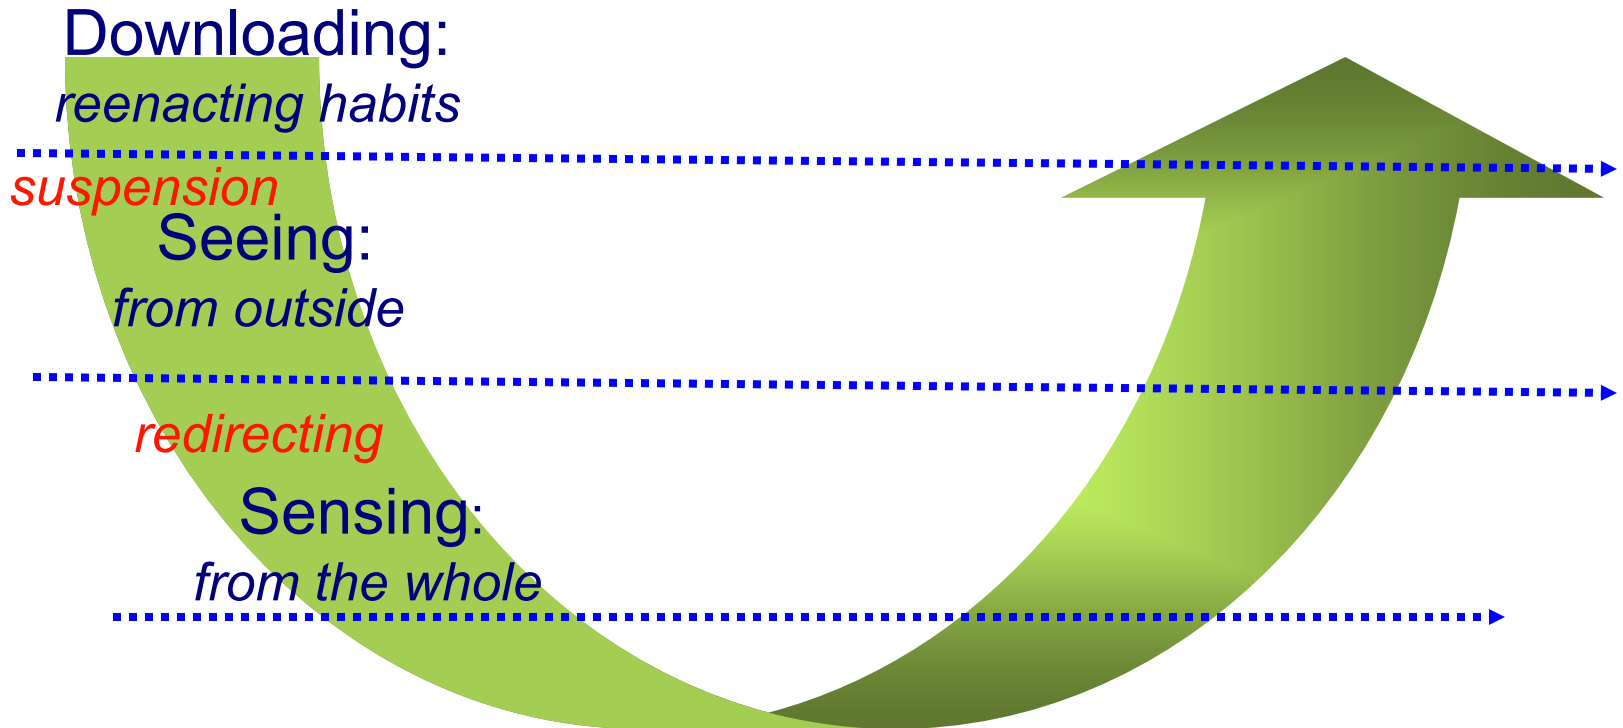 Downloading:
reenacting habits
suspension
Seeing:
from outside
redirecting
Sensing:
from the whole